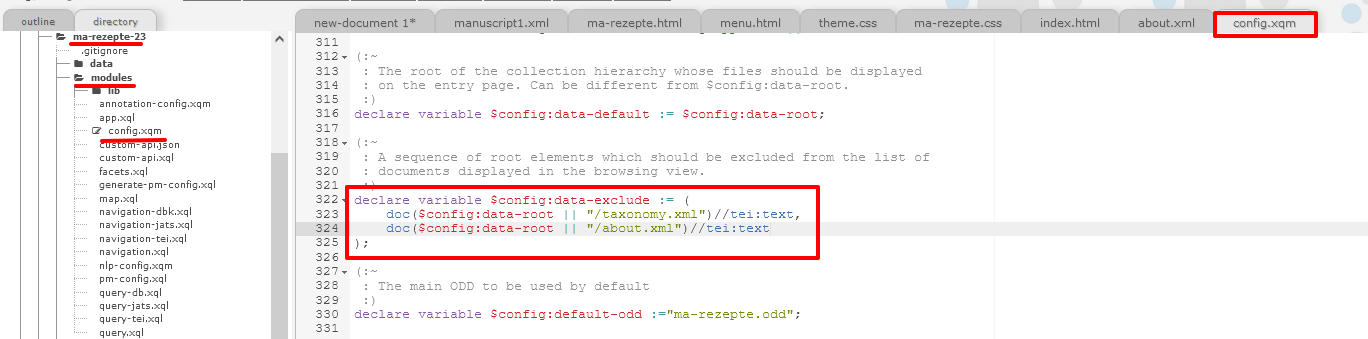 outline directory
ma-rezepte-23
.gitignore
data
modules
lib
annotation-config.xqm
app.xql
config.xqm
custom-api.json
custom-api.xql
facets.xql
generate-pm-config.xql
map.xql
navigation-dbk.xql
navigation-jats.xql
navigation-tei.xql
navigation.xql
nlp-config.xqm
pm-config.xql
query-db.xql
query-jats.xql
query-tei.xql
query.xql
new-document 1* manuscript1.xml ma-rezepte.html menu.html theme.css ma-rezepte.css index.html about.xml config.xqm
311
312 (:~
313 : The root of the collection hierarchy whose files should be displayed
314 : on the entry page. Can be different from $config:data-root.
315 :)
316 declare variable $config:data-default := $config:data-root;
317
318 (:~
319 : A sequence of root elements which should be excluded from the list of
320 : documents displayed in the browsing view.
321 :)
322 declare variable $config:data-exclude := (
323 doc($config:data-root || "/taxonomy.xml")//tei:text,
324 doc($config:data-root || "/about.xml")//tei:text
325 );
326
327 (:~
328 : The main ODD to be used by default
329 :)
330 declare variable $config:default-odd :="ma-rezepte.odd";
331